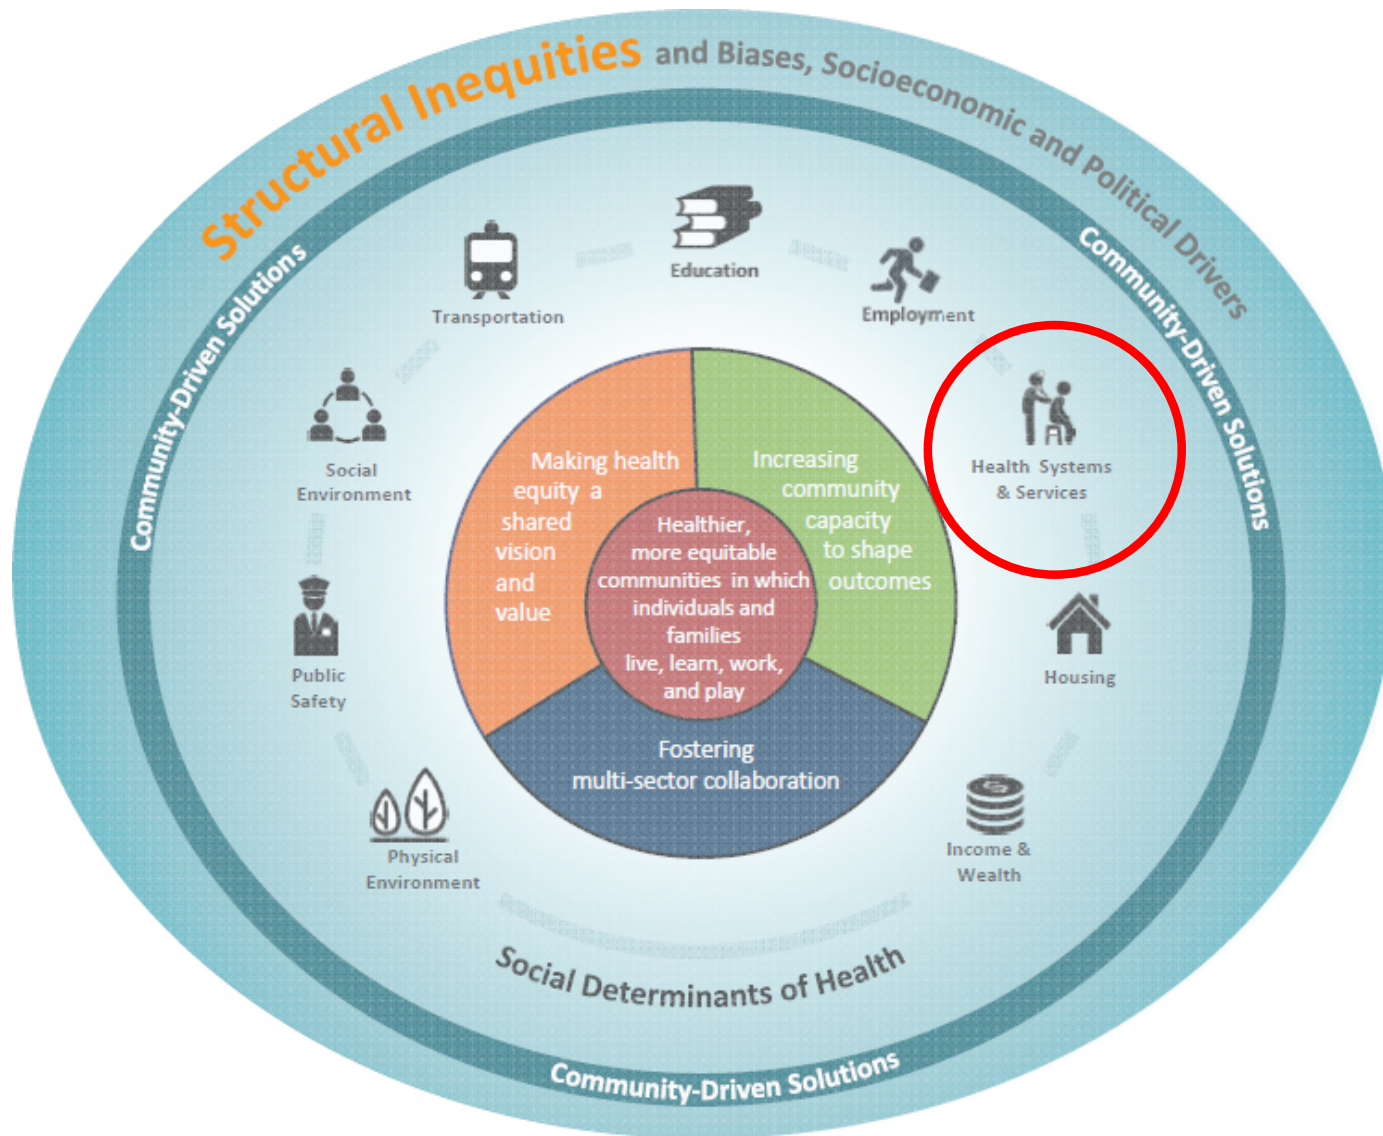 Structural Inequities and Biases, Socioeconomic and Political Drivers
Community-Driven Solutions
Community-Driven Solutions
Education
Transportation
Employment
Social
Environment
Health Systems
& Services
Public
Safety
Housing
Physical
Environment
Income &
Wealth
Making health
equity a
shared
vision
and
value
Increasing
community
capacity
to shape
outcomes
Healthier,
more equitable
communities in which
individuals and
families
live, learn, work,
and play
Fostering
multi-sector collaboration
Social Determinants of Health
Community-Driven Solutions